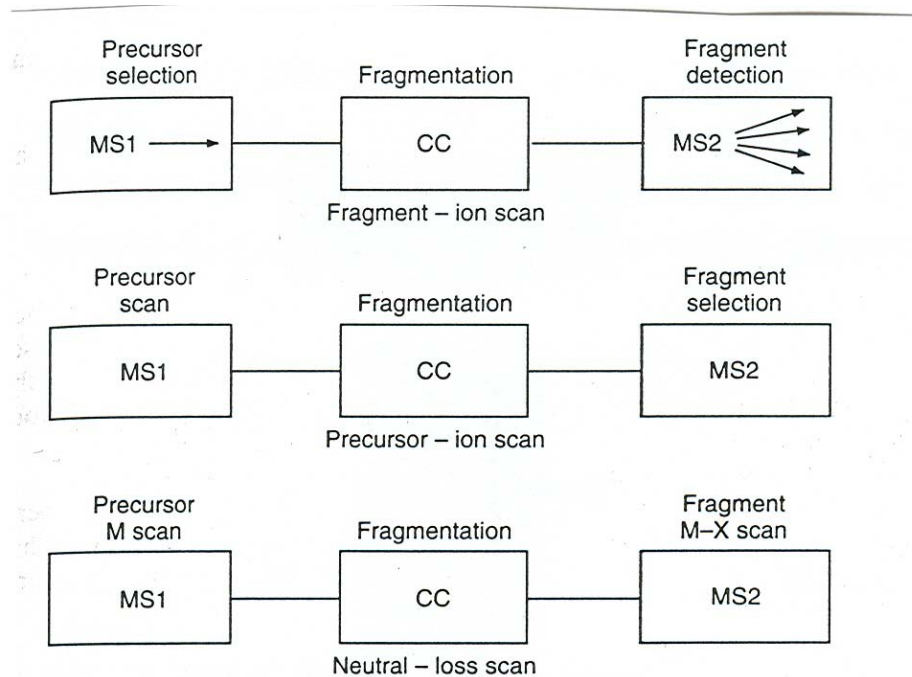 Precursor
selection
Fragmentation
Fragment
detection
MS1
CC
MS2
Fragment – ion scan
Precursor
scan
Fragmentation
Fragment
selection
MS1
CC
MS2
Precursor – ion scan
Precursor
M scan
Fragmentation
Fragment
M–X scan
MS1
CC
MS2
Neutral – loss scan